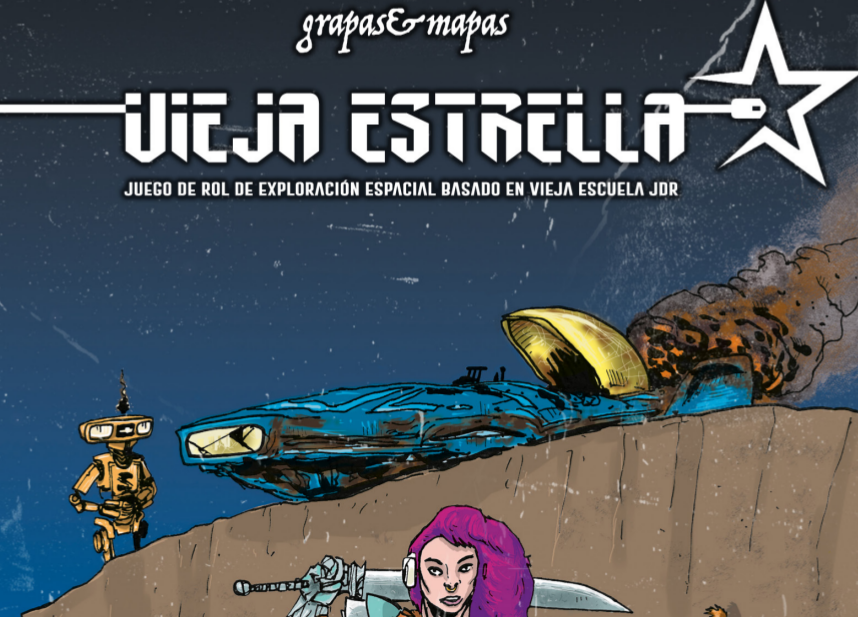 grapas&mapas
VIEJA ESTRELLA
JUEGO DE ROL DE EXPLORACIÓN ESPACIAL BASADO EN VIEJA ESCUELA JDR